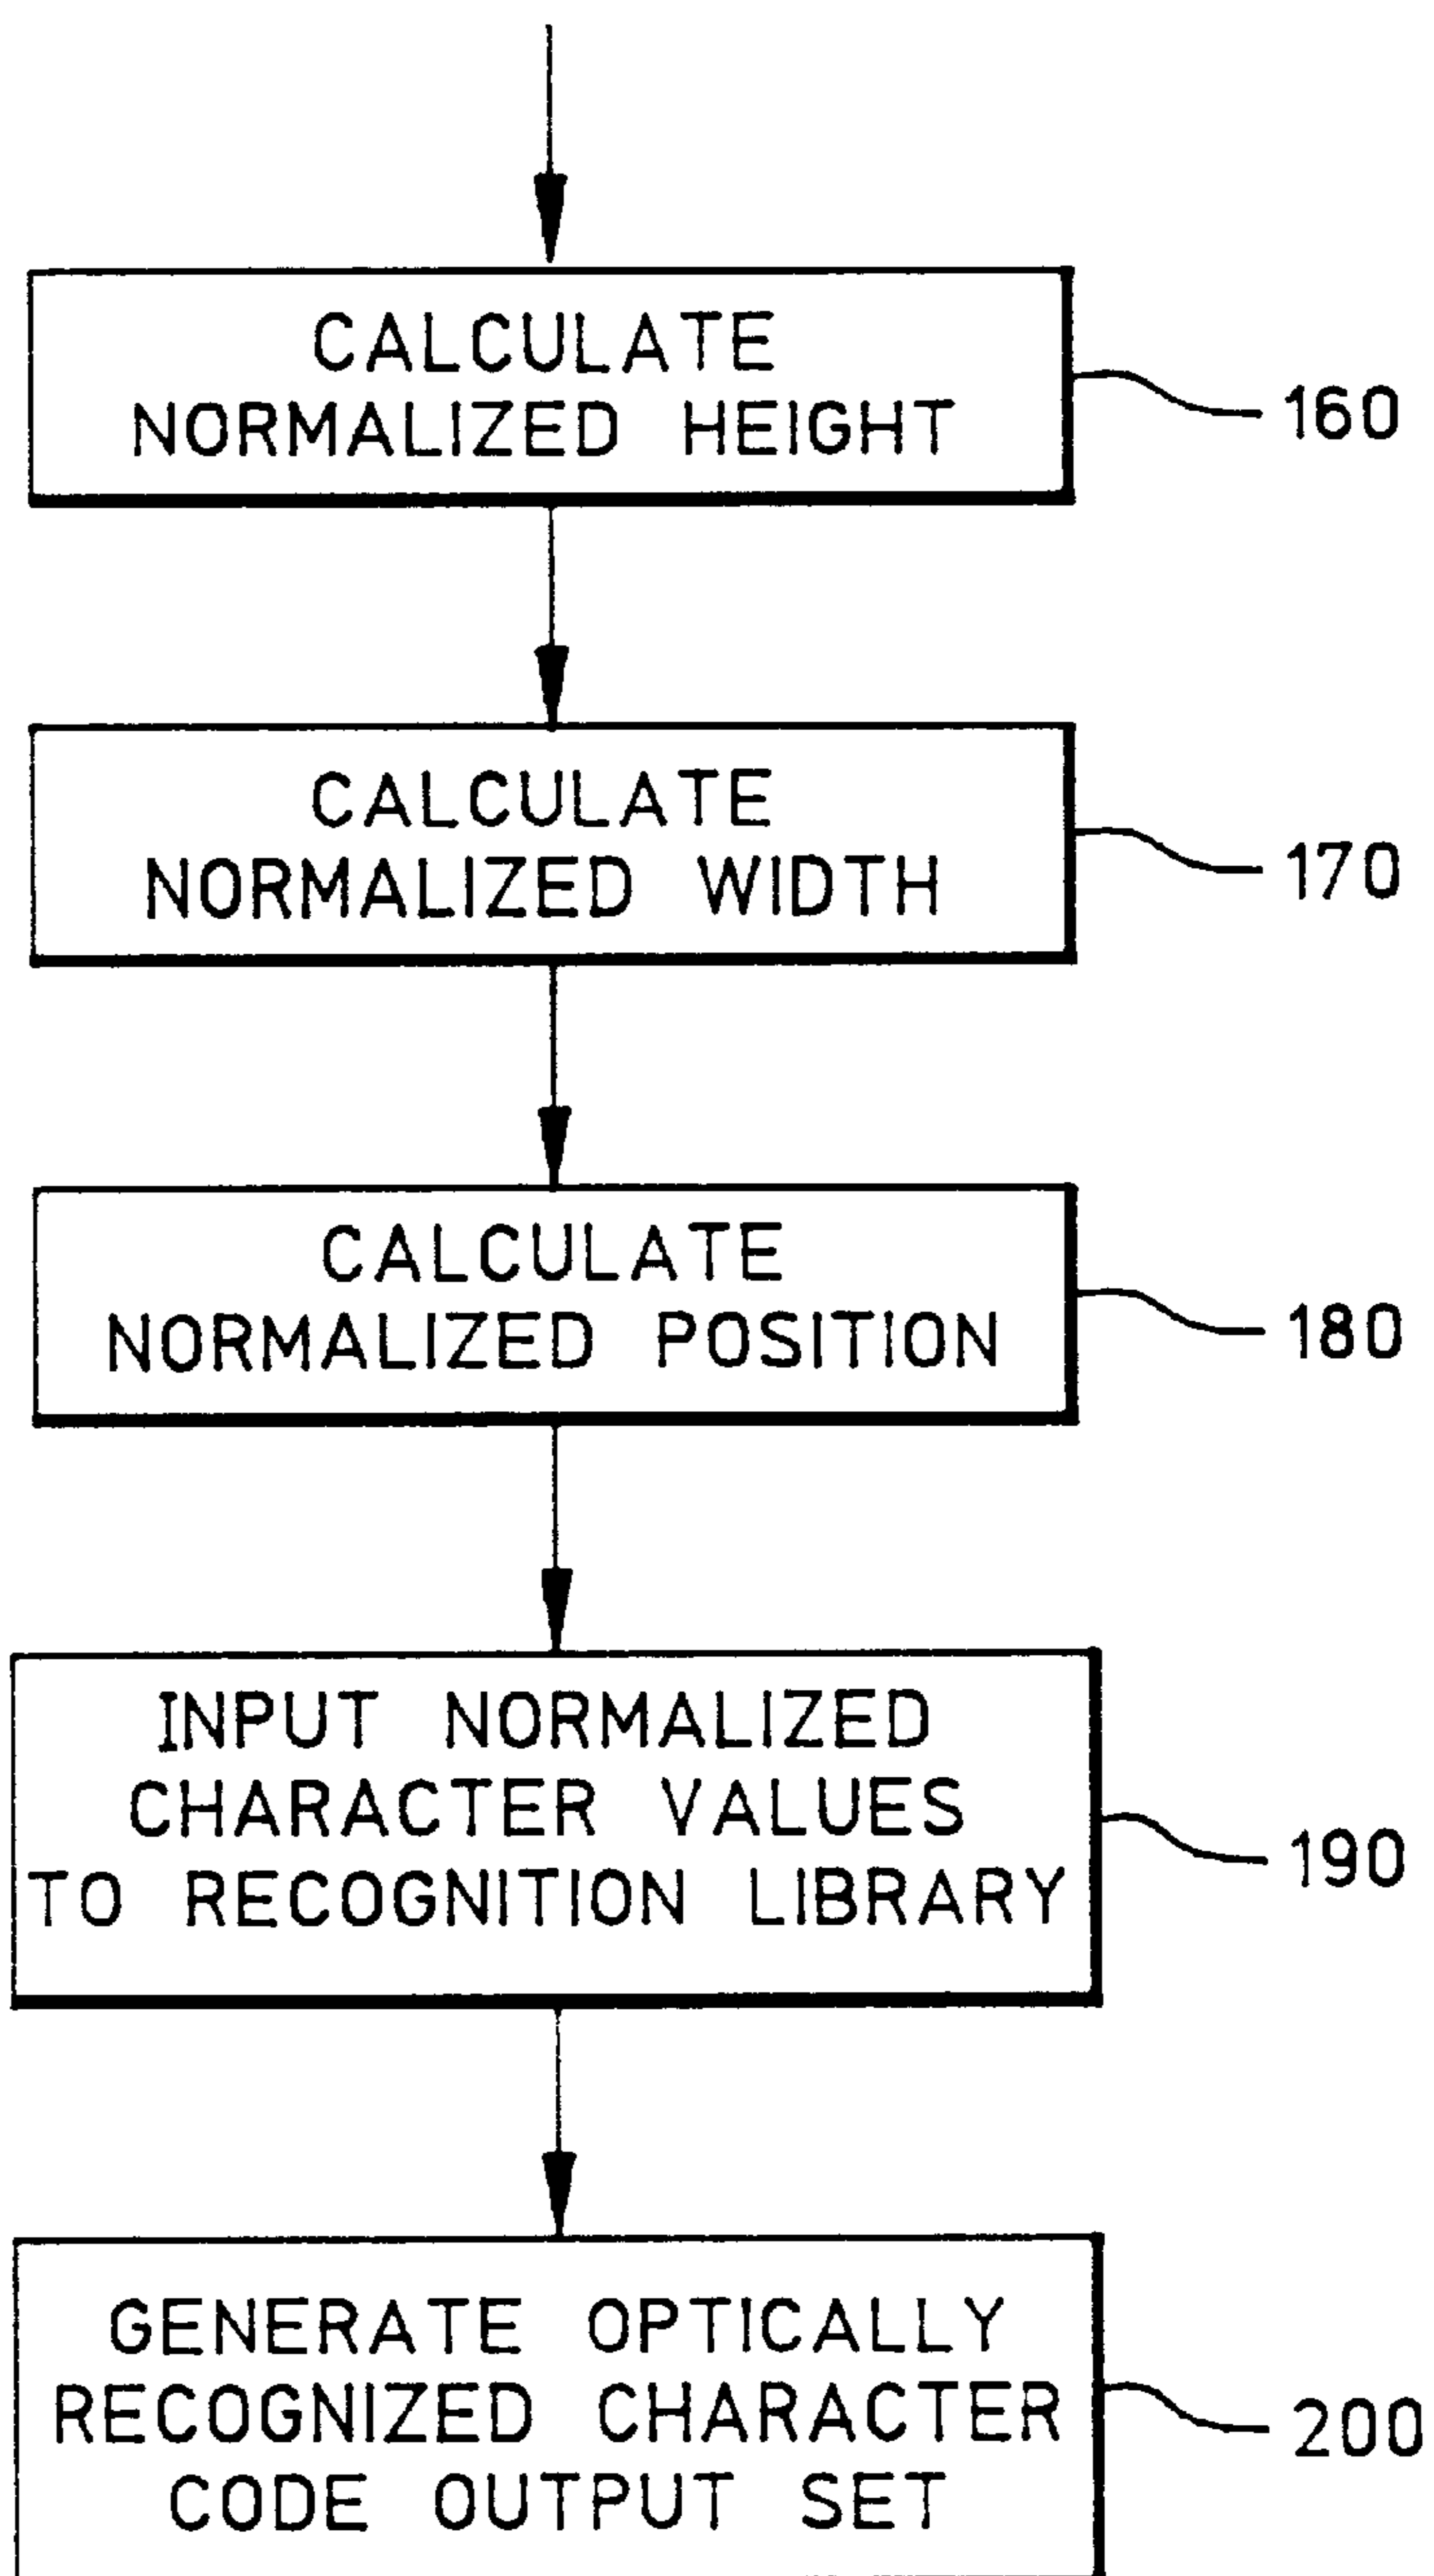 CALCULATE
NORMALIZED HEIGHT
160
CALCULATE
NORMALIZED WIDTH
170
CALCULATE
NORMALIZED POSITION
180
INPUT NORMALIZED
CHARACTER VALUES
TO RECOGNITION LIBRARY
190
GENERATE OPTICALLY
RECOGNIZED CHARACTER
CODE OUTPUT SET
200